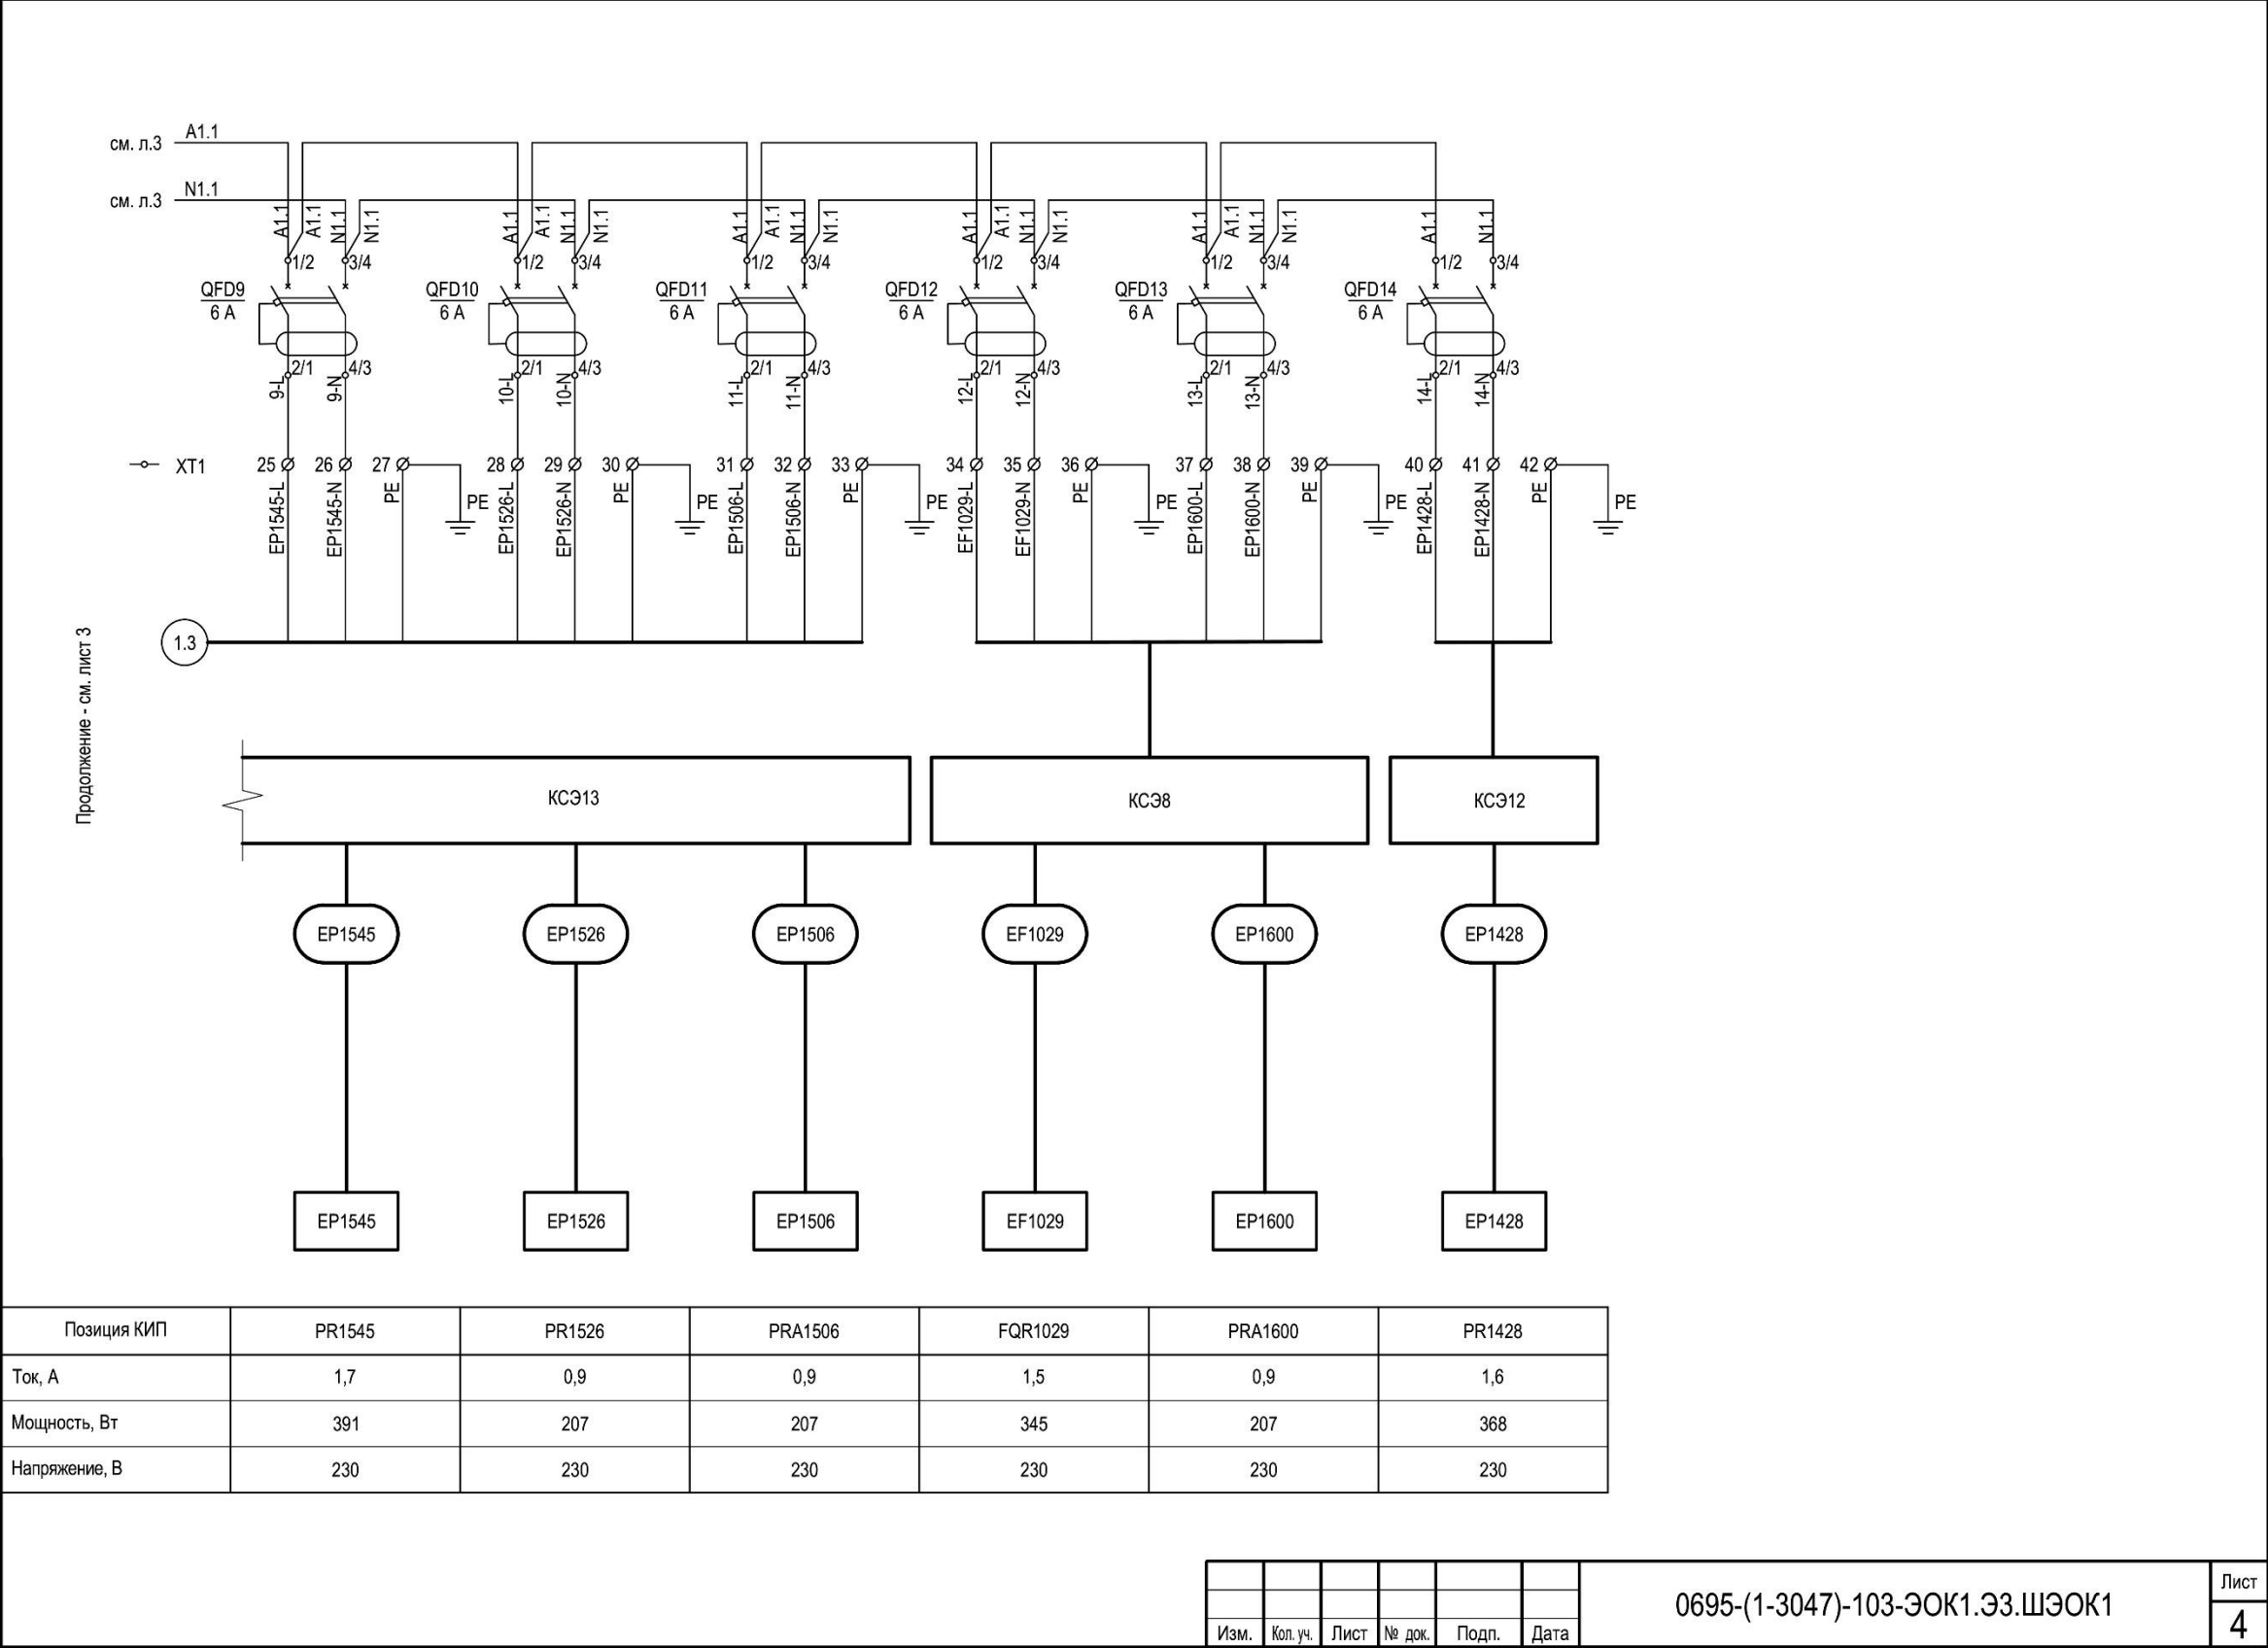 см. л.3 A1.1
см. л.3 N1.1
A1.1 A1.1 N1.1 N1.1 A1.1 A1.1 N1.1 N1.1 A1.1 A1.1 N1.1 N1.1 A1.1 A1.1 N1.1 N1.1 A1.1 A1.1 N1.1 N1.1 A1.1 N1.1
1/2 3/4 1/2 3/4 1/2 3/4 1/2 3/4 1/2 3/4 1/2 3/4
QFD9 QFD10 QFD11 QFD12 QFD13 QFD14
6 А 6 А 6 А 6 А 6 А 6 А
2/1 4/3 2/1 4/3 2/1 4/3 2/1 4/3 2/1 4/3 2/1 4/3
9-L 9-N 10-L 10-N 11-L 11-N 12-L 12-N 13-L 13-N 14-L 14-N
XT1 25 26 27 28 29 30 31 32 33 34 35 36 37 38 39 40 41 42
EP1545-L EP1545-N PE PE EP1526-L EP1526-N PE PE EP1506-L EP1506-N PE PE EF1029-L EF1029-N PE PE EP1600-L EP1600-N PE PE EP1428-L EP1428-N PE PE
1.3
Продолжение - см. лист 3
КСЭ13 КСЭ8 КСЭ12
EP1545 EP1526 EP1506 EF1029 EP1600 EP1428
EP1545 EP1526 EP1506 EF1029 EP1600 EP1428
Позиция КИП PR1545 PR1526 PRA1506 FQR1029 PRA1600 PR1428
Ток, А 1,7 0,9 0,9 1,5 0,9 1,6
Мощность, Вт 391 207 207 345 207 368
Напряжение, В 230 230 230 230 230 230
0695-(1-3047)-103-ЭОК1.Э3.ШЭОК1
Лист
4
Изм. Кол. уч. Лист № док. Подп. Дата